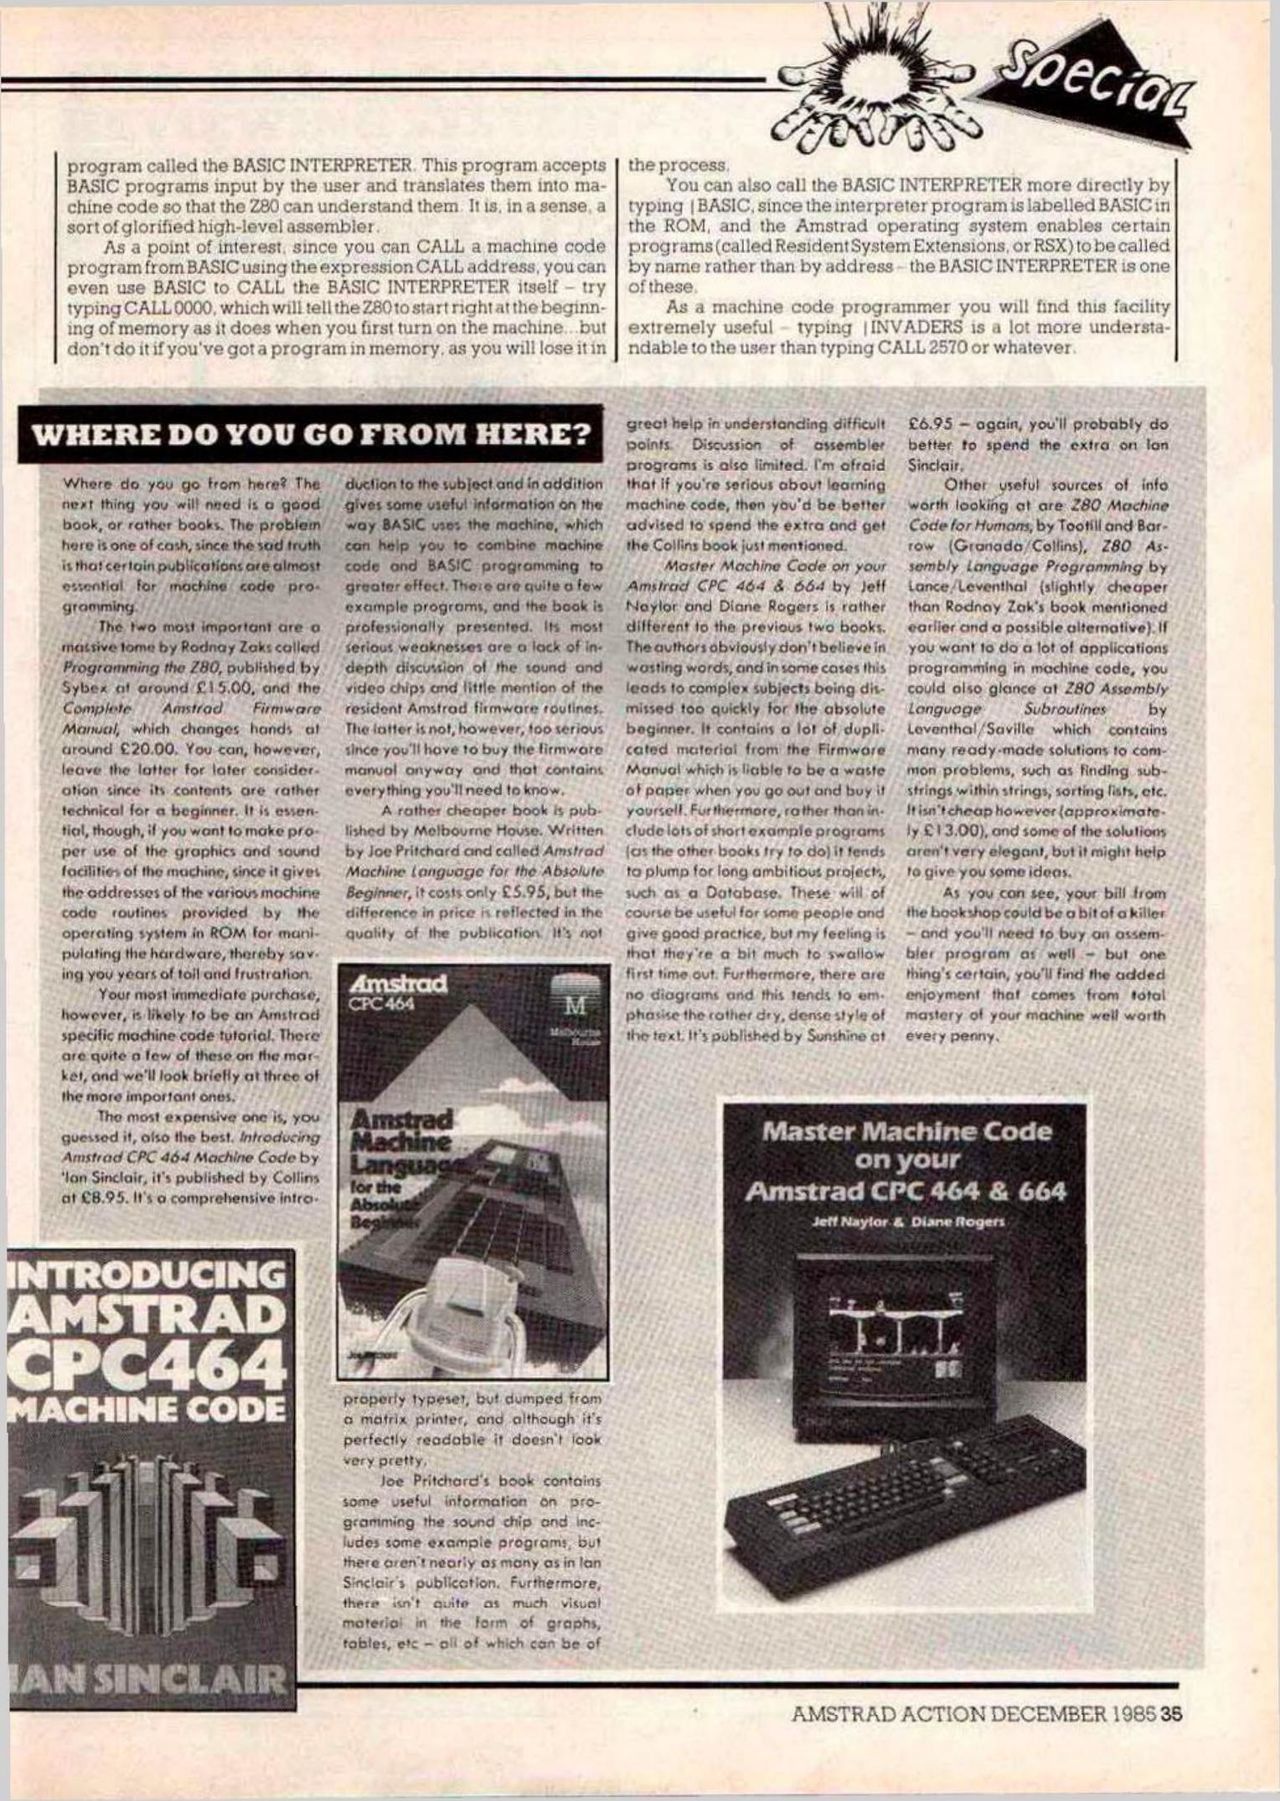 Special
program called the BASIC INTERPRETER. This program accepts
BASIC programs input by the user and translates them into ma-
chine code so that the Z80 can understand them. It is, in a sense, a
sort of glorified high-level assembler.
As a point of interest, since you can CALL a machine code
program from BASIC using the expression CALL address, you can
even use BASIC to CALL the BASIC INTERPRETER itself – try
typing CALL 0000, which will tell the Z80 to start right at the beginn-
ing of memory as it does when you first turn on the machine...but
don't do it if you've got a program in memory, as you will lose it in
the process.
You can also call the BASIC INTERPRETER more directly by
typing |BASIC, since the interpreter program is labelled BASIC in
the ROM, and the Amstrad operating system enables certain
programs (called Resident System Extensions, or RSX) to be called
by name rather than by address – the BASIC INTERPRETER is one
of these.
As a machine code programmer you will find this facility
extremely useful – typing |INVADERS is a lot more understa-
ndable to the user than typing CALL 2570 or whatever.
WHERE DO YOU GO FROM HERE?
Where do you go from here? The
next thing you will need is a good
book, or rather books. The problem
here is one of cash, since the sad truth
is that certain publications are almost
essential for machine code pro-
gramming.
The two most important are a
massive tome by Rodnay Zaks called
Programming the Z80, published by
Sybex at around £15.00, and the
Complete Amstrad Firmware
Manual, which changes hands at
around £20.00. You can, however,
leave the latter for later consider-
ation since its contents are rather
technical for a beginner. It is essen-
tial, though, if you want to make pro-
per use of the graphics and sound
facilities of the machine, since it gives
the addresses of the various machine
code routines provided by the
operating system in ROM for mani-
pulating the hardware, thereby sav-
ing you years of toil and frustration.
Your most immediate purchase,
however, is likely to be an Amstrad
specific machine code tutorial. There
are quite a few of these on the mar-
ket, and we'll look briefly at three of
the more important ones.
The most expensive one is, you
guessed it, also the best. Introducing
Amstrad CPC 464 Machine Code by
'Ian Sinclair, it's published by Collins
at £8.95. It's a comprehensive intro-
duction to the subject and in addition
gives some useful information on the
way BASIC uses the machine, which
can help you to combine machine
code and BASIC programming to
greater effect. There are quite a few
example programs, and the book is
professionally presented. Its most
serious weaknesses are a lack of in-
depth discussion of the sound and
video chips and little mention of the
resident Amstrad firmware routines.
The latter is not, however, too serious
since you'll have to buy the firmware
manual anyway and that contains
everything you'll need to know.
A rather cheaper book is pub-
lished by Melbourne House. Written
by Joe Pritchard and called Amstrad
Machine Language for the Absolute
Beginner, it costs only £5.95, but the
difference in price is reflected in the
quality of the publication. It's not
Amstrad
CPC 464
M
Melbourne
House
Amstrad
Machine
Language
for the
Absolute
Beginner
properly typeset, but dumped from
a matrix printer, and although it's
perfectly readable it doesn't look
very pretty.
Joe Pritchard's book contains
some useful information on pro-
gramming the sound chip and inc-
ludes some example programs, but
there aren't nearly as many as in Ian
Sinclair's publication. Furthermore,
there isn't quite as much visual
material in the form of graphs,
tables, etc – all of which can be of
great help in understanding difficult
points. Discussion of assembler
programs is also limited. I'm afraid
that if you're serious about learning
machine code, then you'd be better
advised to spend the extra and get
the Collins book just mentioned.
Master Machine Code on your
Amstrad CPC 464 & 664 by Jeff
Naylor and Diane Rogers is rather
different to the previous two books.
The authors obviously don't believe in
wasting words, and in some cases this
leads to complex subjects being dis-
missed too quickly for the absolute
beginner. It contains a lot of dupli-
cated material from the Firmware
Manual which is liable to be a waste
of paper when you go out and buy it
yourself. Furthermore, rather than in-
clude lots of short example programs
(as the other books try to do) it tends
to plump for long ambitious projects,
such as a Database. These will of
course be useful for some people and
give good practice, but my feeling is
that they're a bit much to swallow
first time out. Furthermore, there are
no diagrams and this tends to em-
phasise the rather dry, dense style of
the text. It's published by Sunshine at
£6.95 – again, you'll probably do
better to spend the extra on Ian
Sinclair.
Other useful sources of info
worth looking at are Z80 Machine
Code for Humans, by Tootill and Bar-
row (Granada/Collins), Z80 As-
sembly Language Programming by
Lance/Leventhal (slightly cheaper
than Rodnay Zak's book mentioned
earlier and a possible alternative). If
you want to do a lot of applications
programming in machine code, you
could also glance at Z80 Assembly
Language Subroutines by
Leventhal/Saville which contains
many ready-made solutions to com-
mon problems, such as finding sub-
strings within strings, sorting lists, etc.
It isn't cheap however (approximate-
ly £13.00), and some of the solutions
aren't very elegant, but it might help
to give you some ideas.
As you can see, your bill from
the bookshop could be a bit of a killer
– and you'll need to buy an assem-
bler program as well – but one
thing's certain, you'll find the added
enjoyment that comes from total
mastery of your machine well worth
every penny.
INTRODUCING
AMSTRAD
CPC464
MACHINE CODE
IAN SINCLAIR
Master Machine Code
on your
Amstrad CPC 464 & 664
Jeff Naylor & Diane Rogers
AMSTRAD ACTION DECEMBER 1985 35